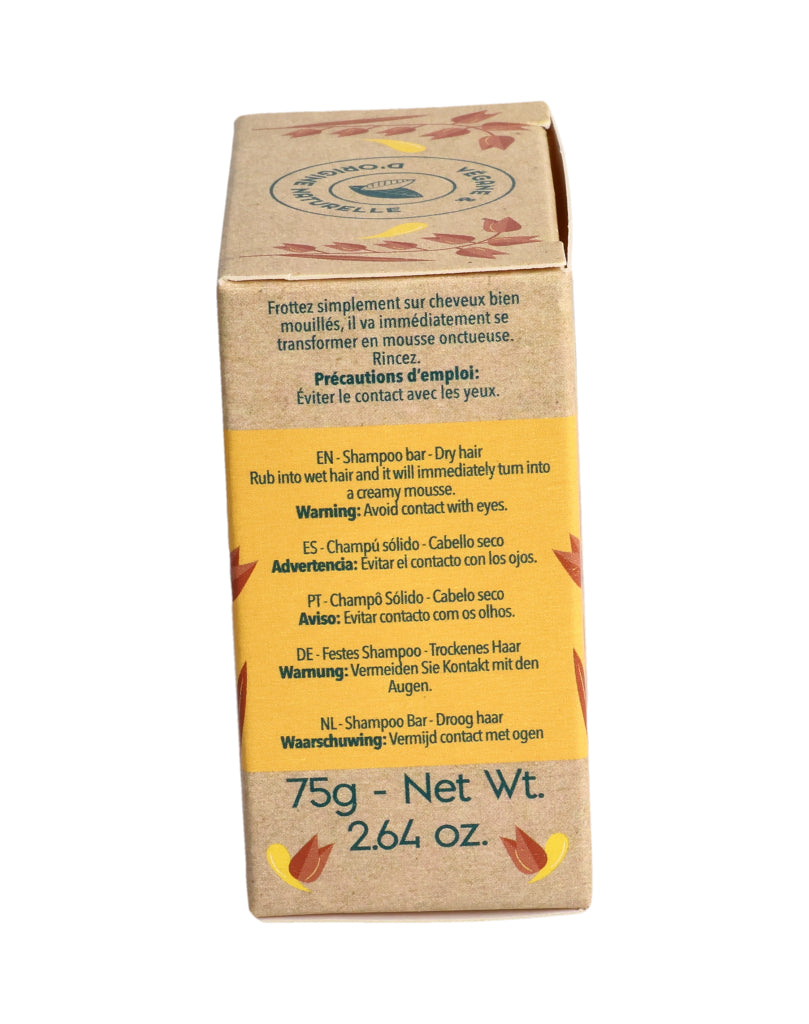 VÉGANE &
D'ORIGINE NATURELLE
Frottez simplement sur cheveux bien
mouillés, il va immédiatement se
transformer en mousse onctueuse.
Rincez.
Précautions d'emploi:
Éviter le contact avec les yeux.
EN - Shampoo bar - Dry hair
Rub into wet hair and it will immediately turn into
a creamy mousse.
Warning: Avoid contact with eyes.
ES - Champú sólido - Cabello seco
Advertencia: Evitar el contacto con los ojos.
PT - Champô Sólido - Cabelo seco
Aviso: Evitar contacto com os olhos.
DE - Festes Shampoo - Trockenes Haar
Warnung: Vermeiden Sie Kontakt mit den
Augen.
NL - Shampoo Bar - Droog haar
Waarschuwing: Vermijd contact met ogen
75g - Net Wt.
2.64 oz.